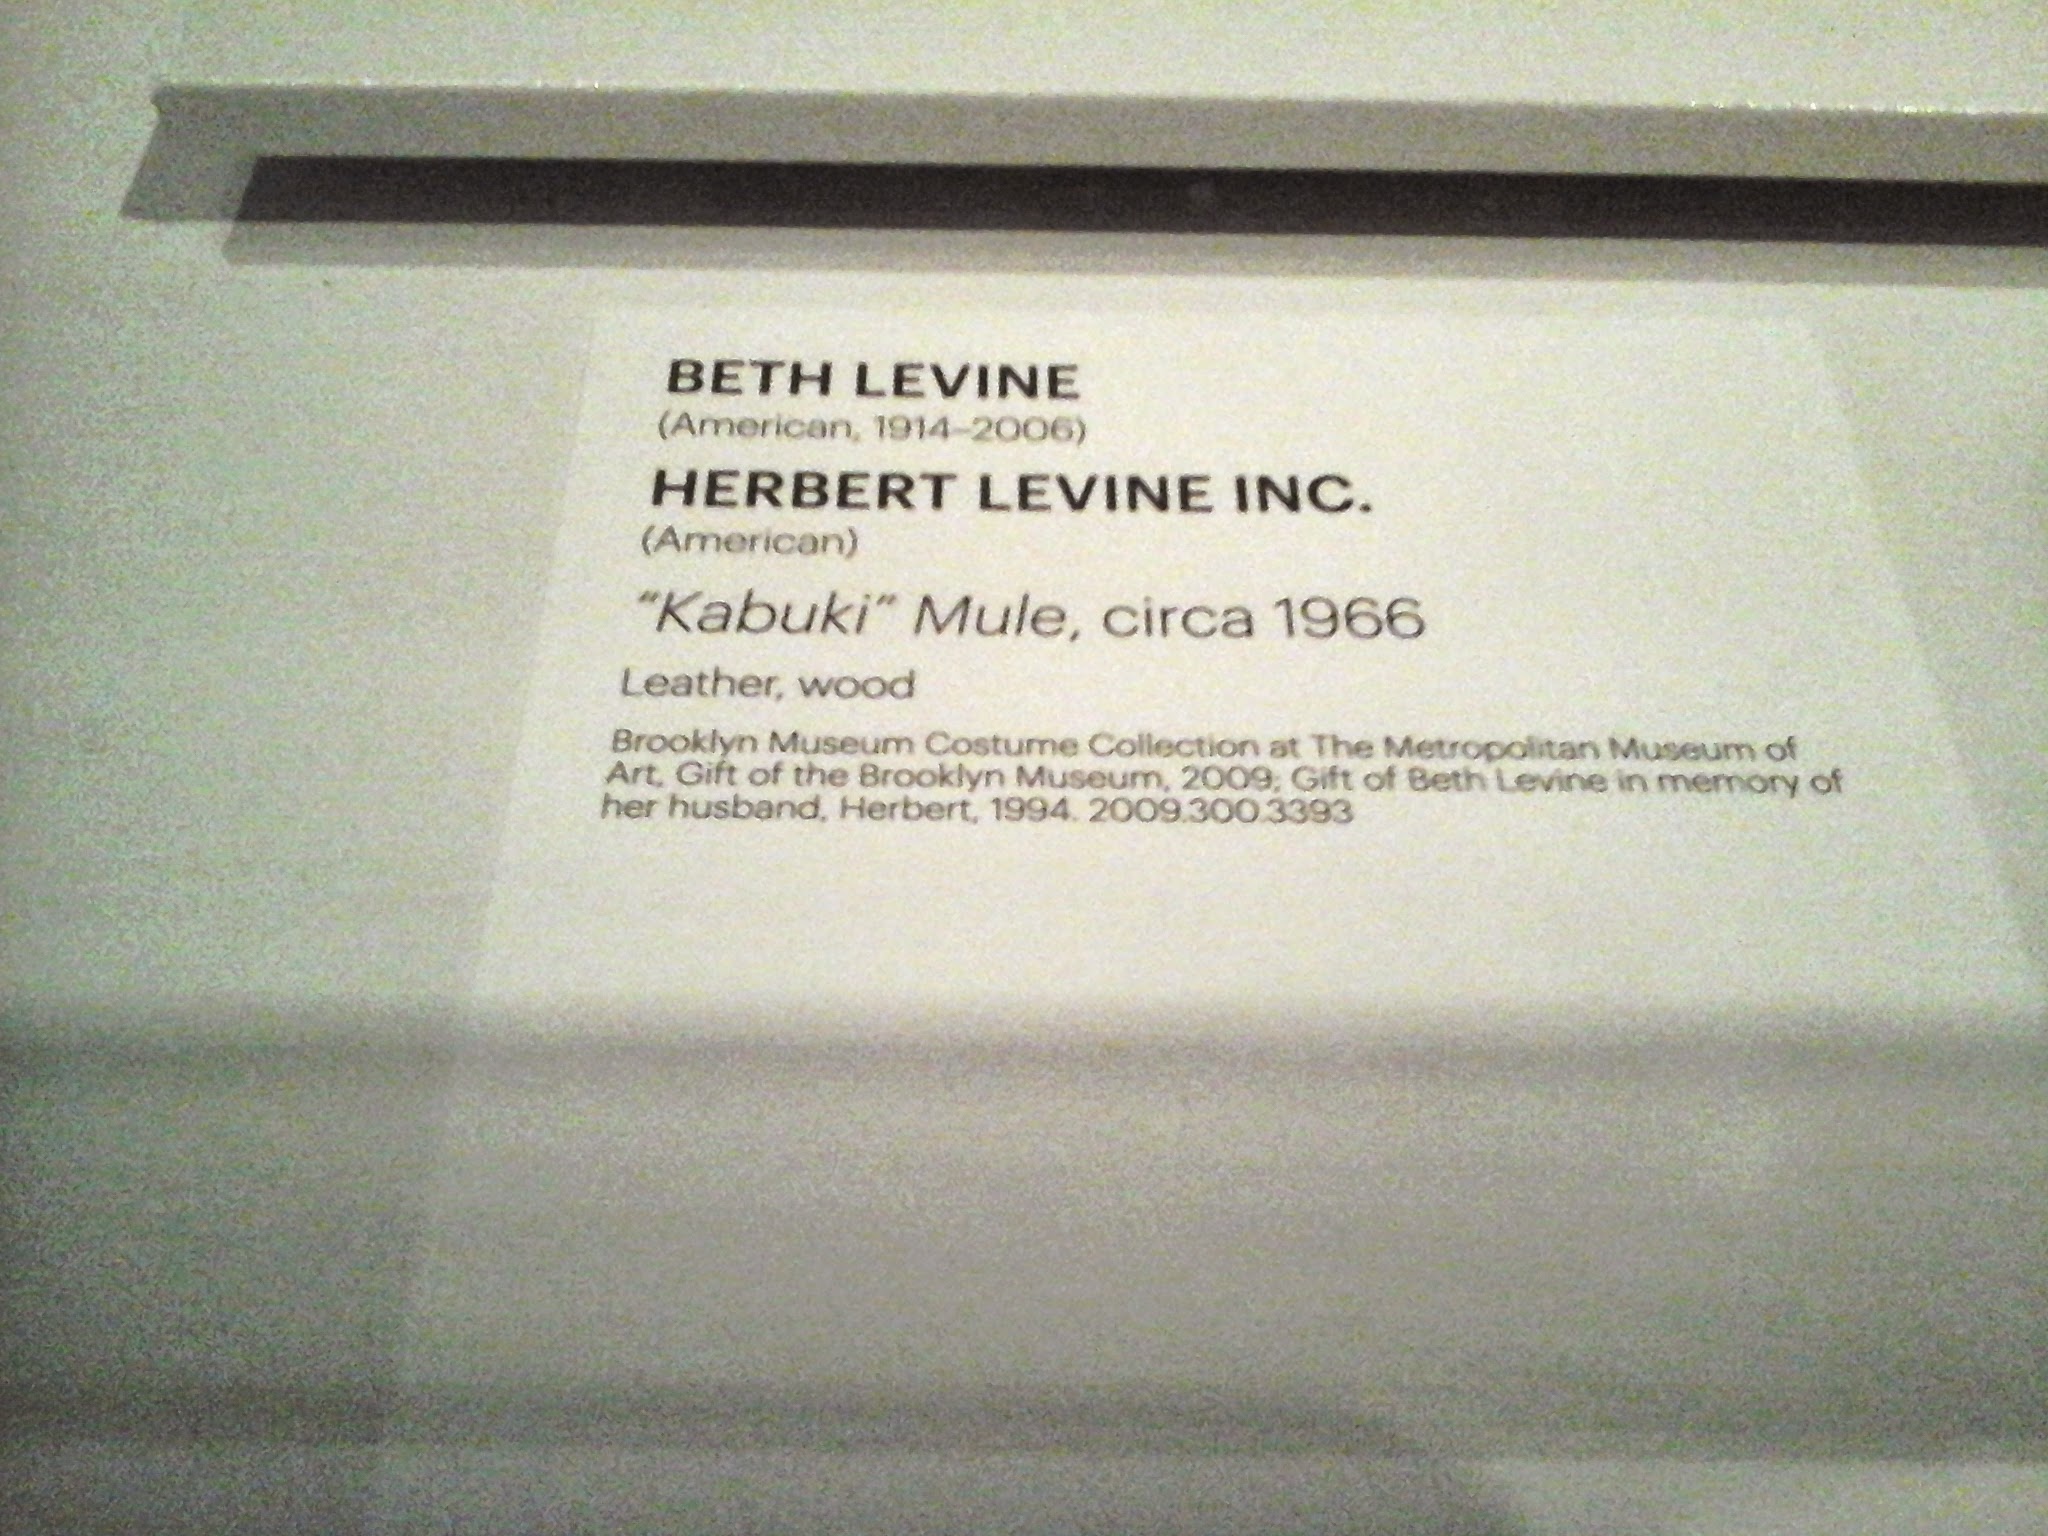 BETH LEVINE
(American, 1914–2006)
HERBERT LEVINE INC.
(American)
“Kabuki” Mule, circa 1966
Leather, wood
Brooklyn Museum Costume Collection at The Metropolitan Museum of
Art, Gift of the Brooklyn Museum, 2009; Gift of Beth Levine in memory of
her husband, Herbert, 1994. 2009.300.3393